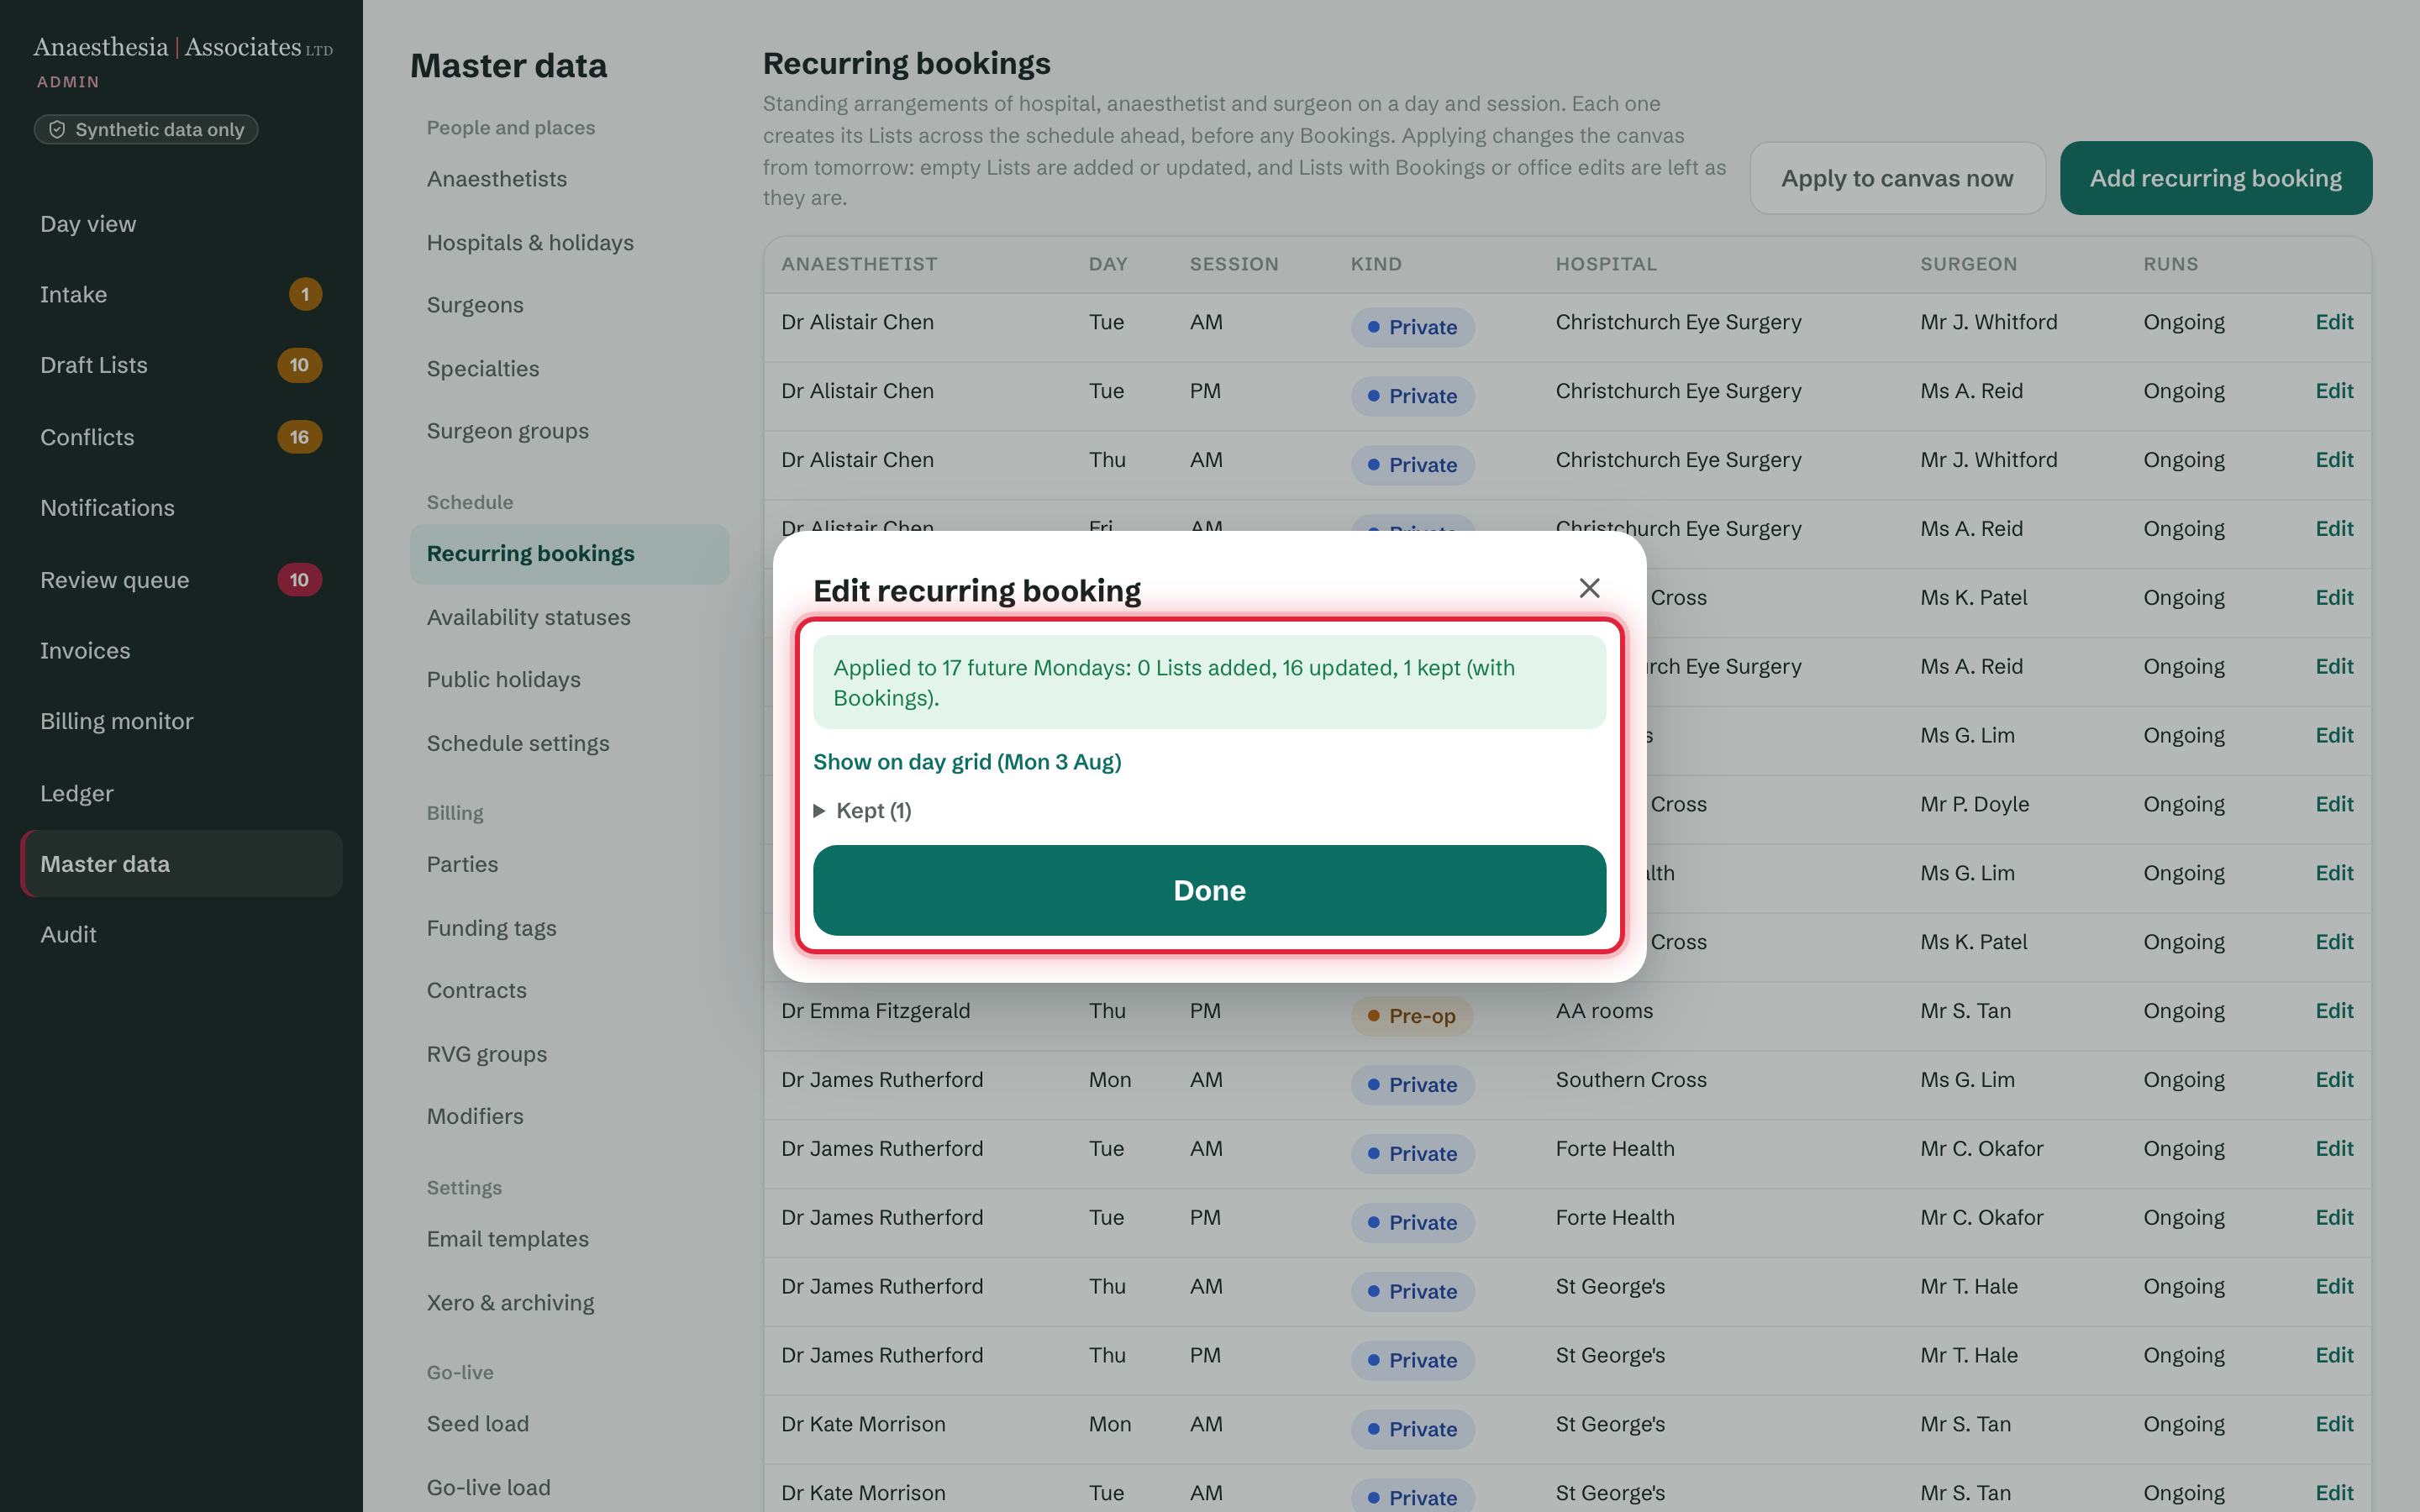 Anaesthesia | Associates LTD
ADMIN
Synthetic data only
Day view
Intake 1
Draft Lists 10
Conflicts 16
Notifications
Review queue 10
Invoices
Billing monitor
Ledger
Master data
Audit
Master data
People and places
Anaesthetists
Hospitals & holidays
Surgeons
Specialties
Surgeon groups
Schedule
Recurring bookings
Availability statuses
Public holidays
Schedule settings
Billing
Parties
Funding tags
Contracts
RVG groups
Modifiers
Settings
Email templates
Xero & archiving
Go-live
Seed load
Go-live load
Recurring bookings
Standing arrangements of hospital, anaesthetist and surgeon on a day and session. Each one
creates its Lists across the schedule ahead, before any Bookings. Applying changes the canvas
from tomorrow: empty Lists are added or updated, and Lists with Bookings or office edits are left as
they are.
Apply to canvas now
Add recurring booking
ANAESTHETIST DAY SESSION KIND HOSPITAL SURGEON RUNS
Dr Alistair Chen Tue AM Private Christchurch Eye Surgery Mr J. Whitford Ongoing Edit
Dr Alistair Chen Tue PM Private Christchurch Eye Surgery Ms A. Reid Ongoing Edit
Dr Alistair Chen Thu AM Private Christchurch Eye Surgery Mr J. Whitford Ongoing Edit
Dr Alistair Chen Fri AM Private Christchurch Eye Surgery Ms A. Reid Ongoing Edit
Cross Ms K. Patel Ongoing Edit
rch Eye Surgery Ms A. Reid Ongoing Edit
s Ms G. Lim Ongoing Edit
Cross Mr P. Doyle Ongoing Edit
alth Ms G. Lim Ongoing Edit
Cross Ms K. Patel Ongoing Edit
Edit recurring booking
Applied to 17 future Mondays: 0 Lists added, 16 updated, 1 kept (with
Bookings).
Show on day grid (Mon 3 Aug)
Kept (1)
Done
Dr Emma Fitzgerald Thu PM Pre-op AA rooms Mr S. Tan Ongoing Edit
Dr James Rutherford Mon AM Private Southern Cross Ms G. Lim Ongoing Edit
Dr James Rutherford Tue AM Private Forte Health Mr C. Okafor Ongoing Edit
Dr James Rutherford Tue PM Private Forte Health Mr C. Okafor Ongoing Edit
Dr James Rutherford Thu AM Private St George's Mr T. Hale Ongoing Edit
Dr James Rutherford Thu PM Private St George's Mr T. Hale Ongoing Edit
Dr Kate Morrison Mon AM Private St George's Mr S. Tan Ongoing Edit
Dr Kate Morrison Tue AM Private St George's Mr S. Tan Ongoing Edit